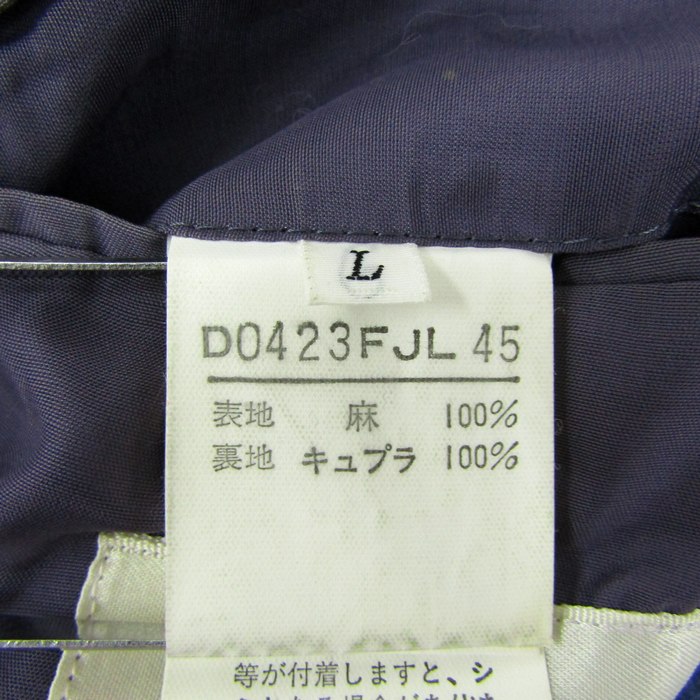 L
D0423FJL 45
表地 麻 100%
裏地 キュプラ 100%
等が付着しますと、シ